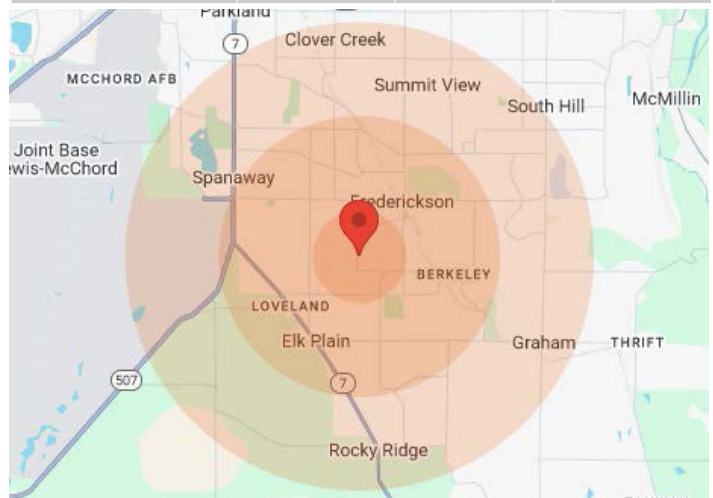 Parkland
7
Clover Creek
MCCHORD AFB
Summit View
South Hill
McMillin
Joint Base
ewis-McChord
Spanaway
Frederickson
BERKELEY
LOVELAND
Elk Plain
Graham
THRIFT
507
7
Rocky Ridge